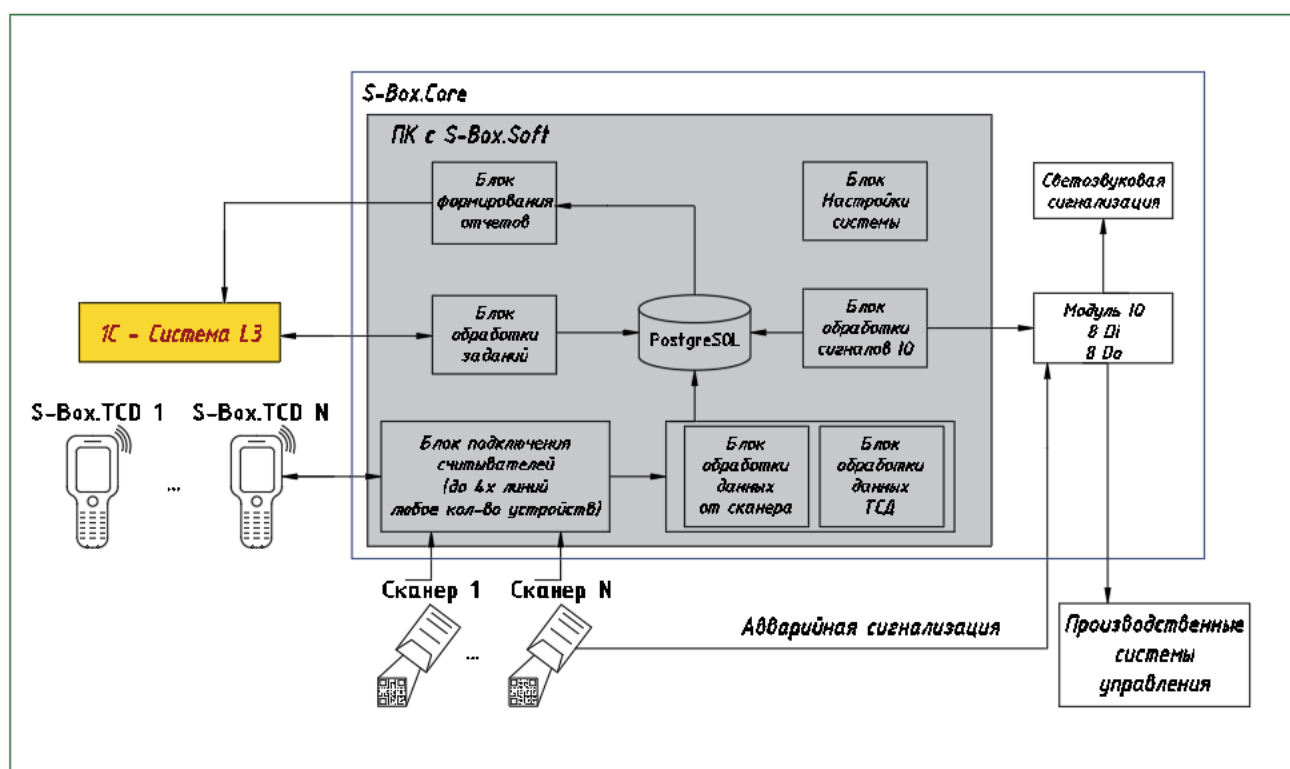 S-Box.Core
ПК с S-Box.Soft
Блок
формирования
отчетов
Блок
Настройки
системы
Светозвуковая
сигнализация
1С - Система L3
Блок
обработки
заданий
PostgreSQL
Блок
обработки
сигналов IO
Модуль IO
8 Di
8 Do
S-Box.TCD 1
S-Box.TCD N
...
Блок подключения
считывателей
(до 4х линий
любое кол-во устройств)
Блок
обработки
данных
от сканера
Блок
обработки
данных
ТСД
Сканер 1
Сканер N
...
Авварийная сигнализация
Производственные
системы
управления